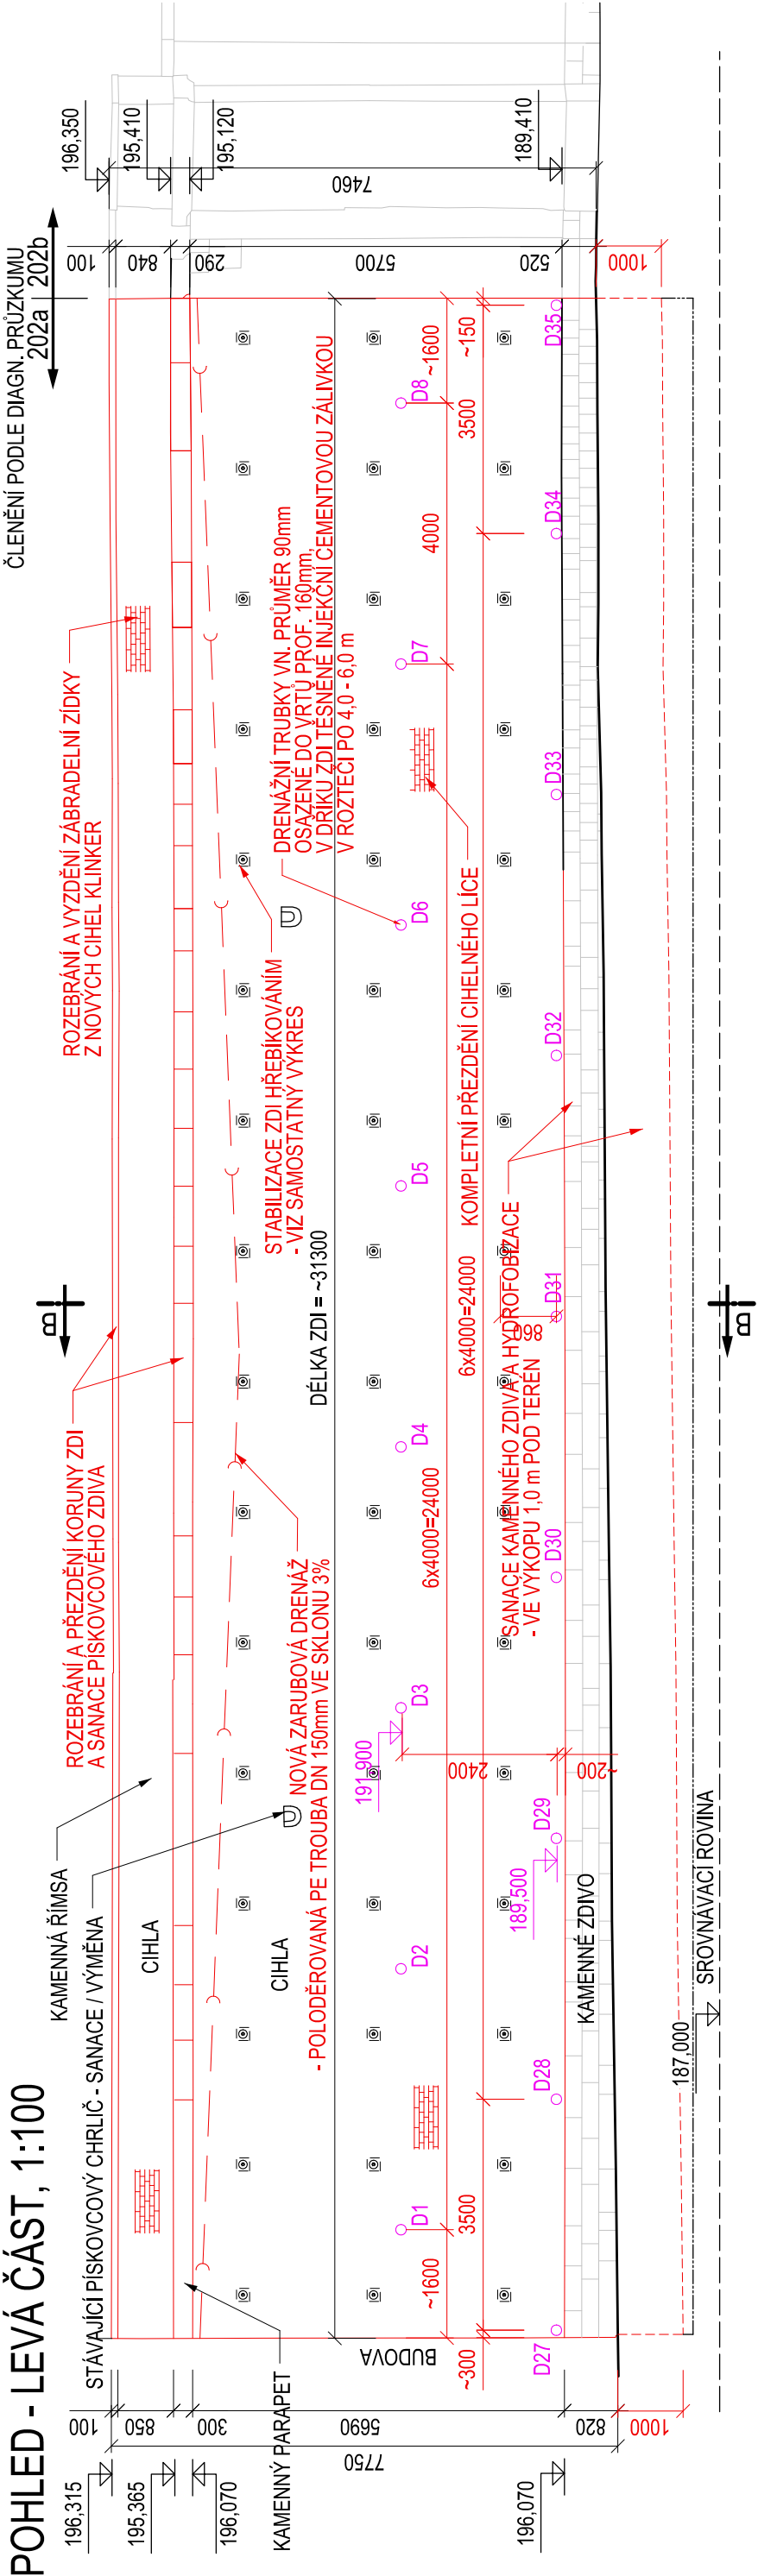 POHLED - LEVÁ ČÁST, 1:100
ČLENĚNÍ PODLE DIAGN. PRŮZKUMU
202a
202b
KAMENNÁ ŘÍMSA
STÁVAJÍCÍ PÍSKOVCOVÝ CHRLIČ - SANACE / VÝMĚNA
ROZEBRÁNÍ A PŘEZDĚNÍ KORUNY ZDI
A SANACE PÍSKOVCOVÉHO ZDIVA
ROZEBRÁNÍ A VYZDĚNÍ ZÁBRADELNÍ ZÍDKY
Z NOVÝCH CIHEL KLINKER
196,315
195,365
196,070
196,070
100
850
300
5690
820
1000
7750
KAMENNÝ PARAPET
BUDOVA
CIHLA
CIHLA
NOVÁ ZARUBOVÁ DRENÁŽ
- POLODĚROVANÁ PE TROUBA DN 150mm VE SKLONU 3%
DÉLKA ZDI = ~31300
STABILIZACE ZDI HŘEBÍKOVÁNÍM
- VIZ SAMOSTATNÝ VÝKRES
DRENÁŽNÍ TRUBKY VN. PRŮMĚR 90mm
OSAZENÉ DO VRTŮ PROF. 160mm,
V DŘÍKU ZDI TĚSNĚNÉ INJEKČNÍ CEMENTOVOU ZÁLIVKOU
V ROZTEČI PO 4,0 - 6,0 m
196,350
195,410
195,120
189,410
7460
100
840
290
5700
520
1000
D1
D2
D3
D4
D5
D6
D7
D8
191,900
~1600
6x4000=24000
4000
~1600
~300
3500
6x4000=24000
3500
~150
KOMPLETNÍ PŘEZDĚNÍ CIHELNÉHO LÍCE
SANACE KAMENNÉHO ZDIVA A HYDROFOBIZACE
- VE VÝKOPU 1,0 m POD TERÉN
2400
~200
860
189,500
D27
D28
D29
D30
D31
D32
D33
D34
D35
KAMENNÉ ZDIVO
187,000
SROVNÁVACÍ ROVINA
B
B